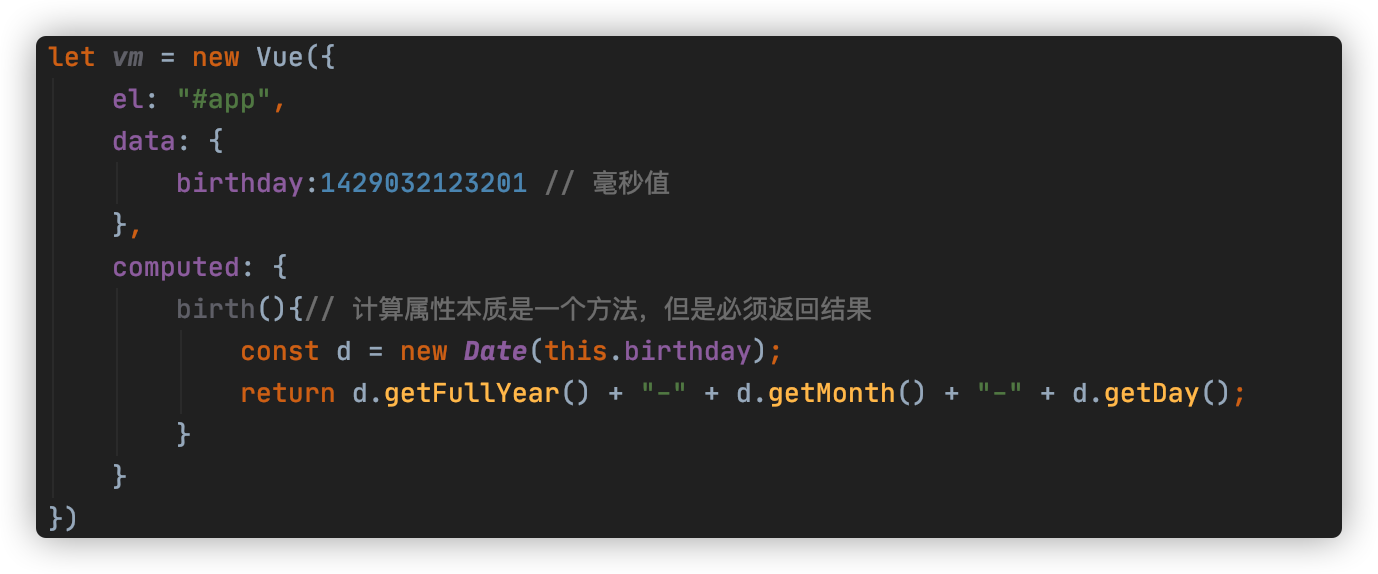 let vm = new Vue({
    el: "#app",
    data: {
        birthday:1429032123201 // 毫秒值
    },
    computed: {
        birth(){// 计算属性本质是一个方法，但是必须返回结果
            const d = new Date(this.birthday);
            return d.getFullYear() + "-" + d.getMonth() + "-" + d.getDay();
        }
    }
})